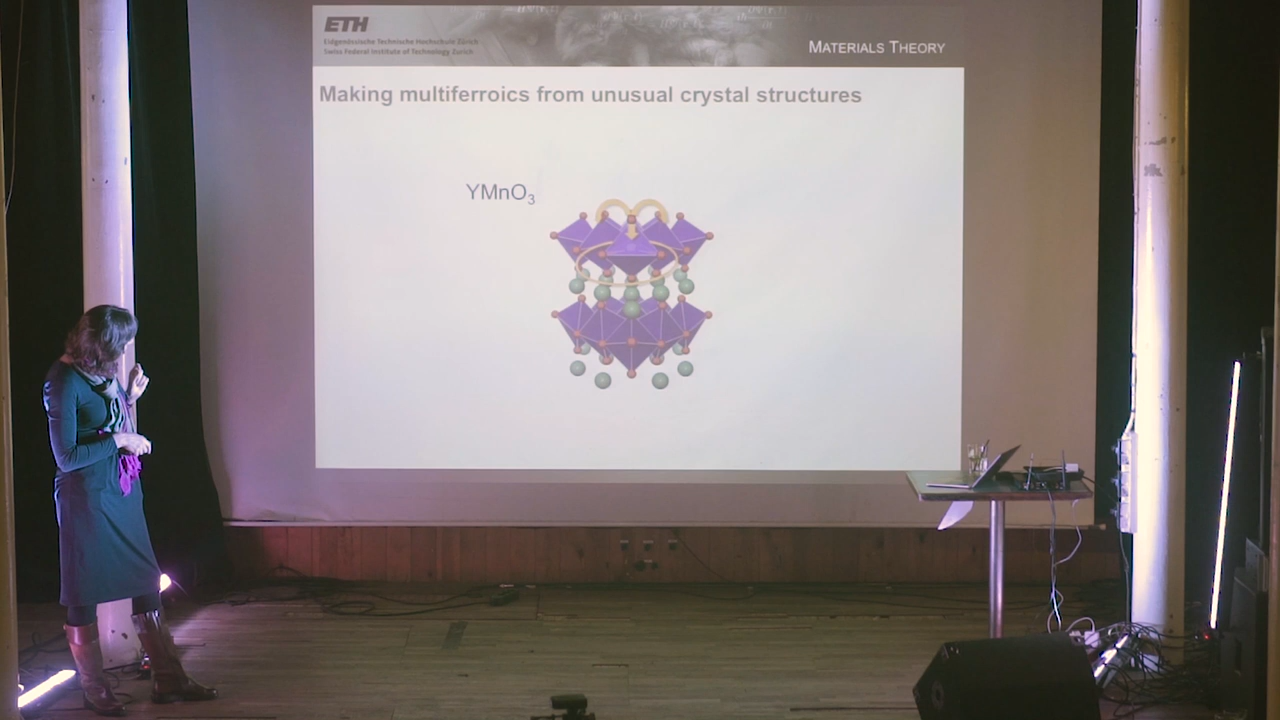 ETH
Eidgenössische Technische Hochschule Zürich
Swiss Federal Institute of Technology Zurich
MATERIALS THEORY
Making multiferroics from unusual crystal structures
YMnO₃